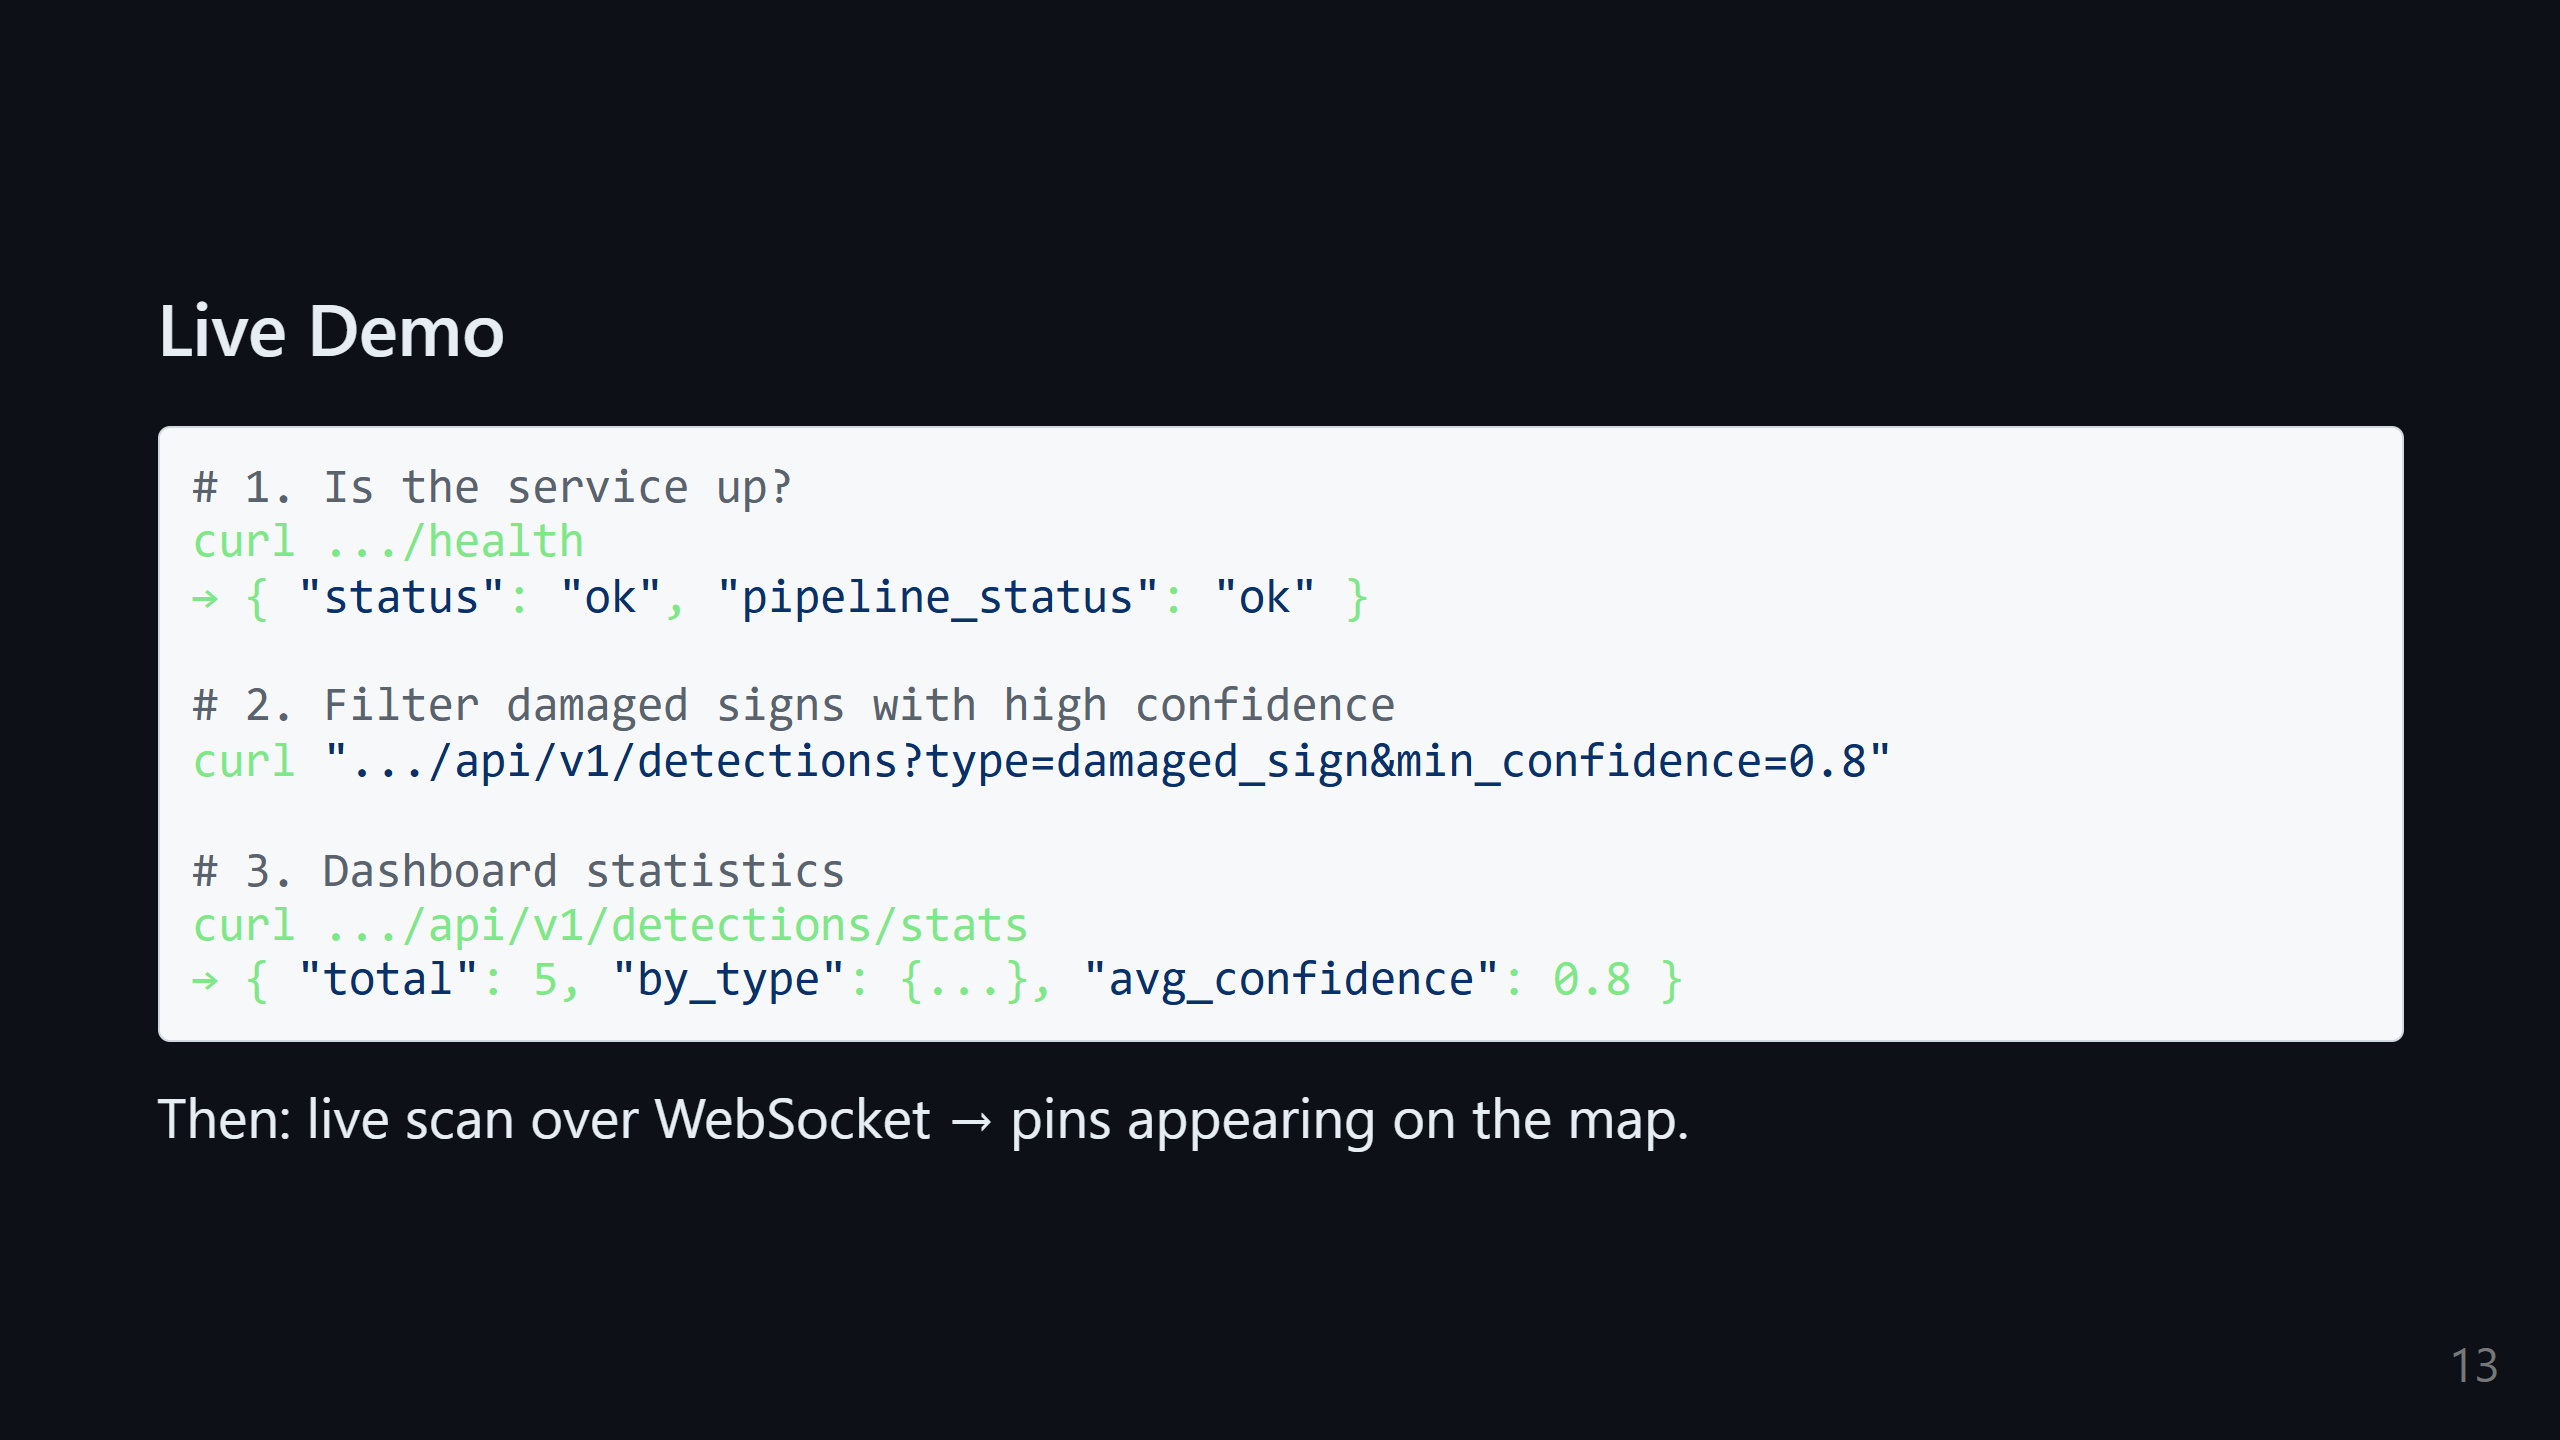 Live Demo
# 1. Is the service up?
curl .../health
→ { "status": "ok", "pipeline_status": "ok" }
# 2. Filter damaged signs with high confidence
curl ".../api/v1/detections?type=damaged_sign&min_confidence=0.8"
# 3. Dashboard statistics
curl .../api/v1/detections/stats
→ { "total": 5, "by_type": {...}, "avg_confidence": 0.8 }
Then: live scan over WebSocket → pins appearing on the map.
13